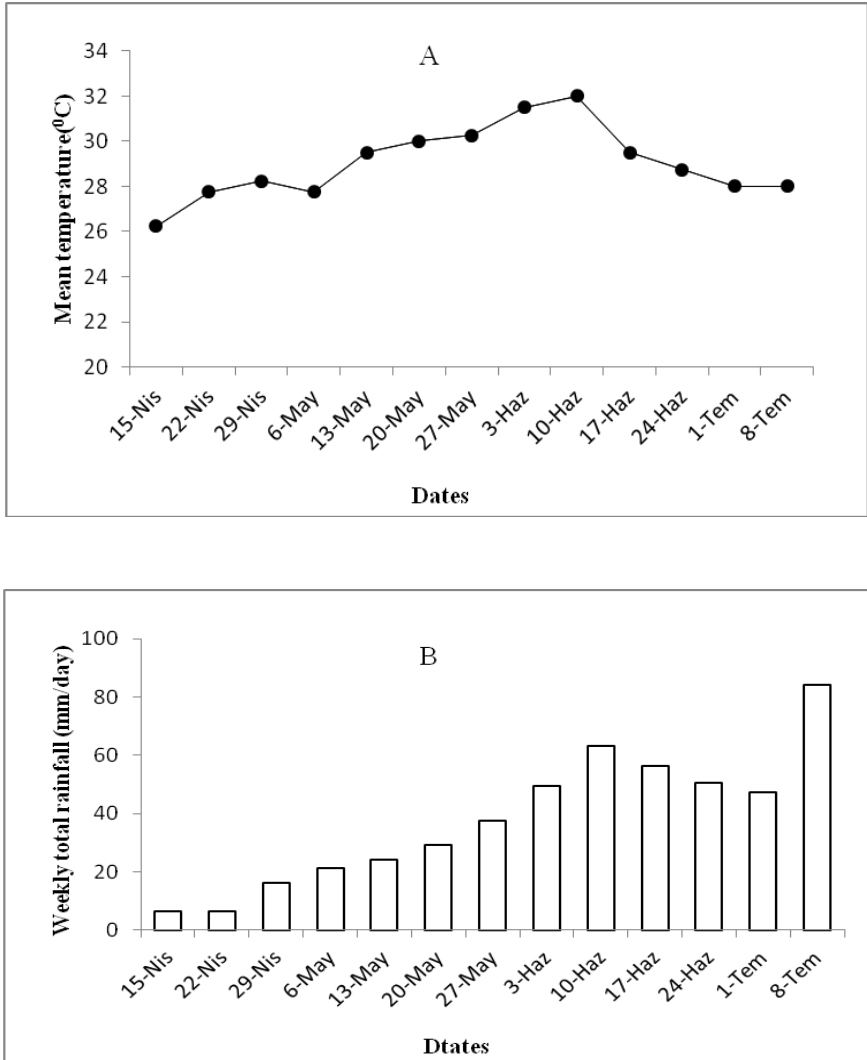 A
Mean temperature(⁰C)
34
32
30
28
26
24
22
20
15-Nis
22-Nis
29-Nis
6-May
13-May
20-May
27-May
3-Haz
10-Haz
17-Haz
24-Haz
1-Tem
8-Tem
Dates
B
Weekly total rainfall (mm/day)
100
80
60
40
20
0
15-Nis
22-Nis
29-Nis
6-May
13-May
20-May
27-May
3-Haz
10-Haz
17-Haz
24-Haz
1-Tem
8-Tem
Dtates